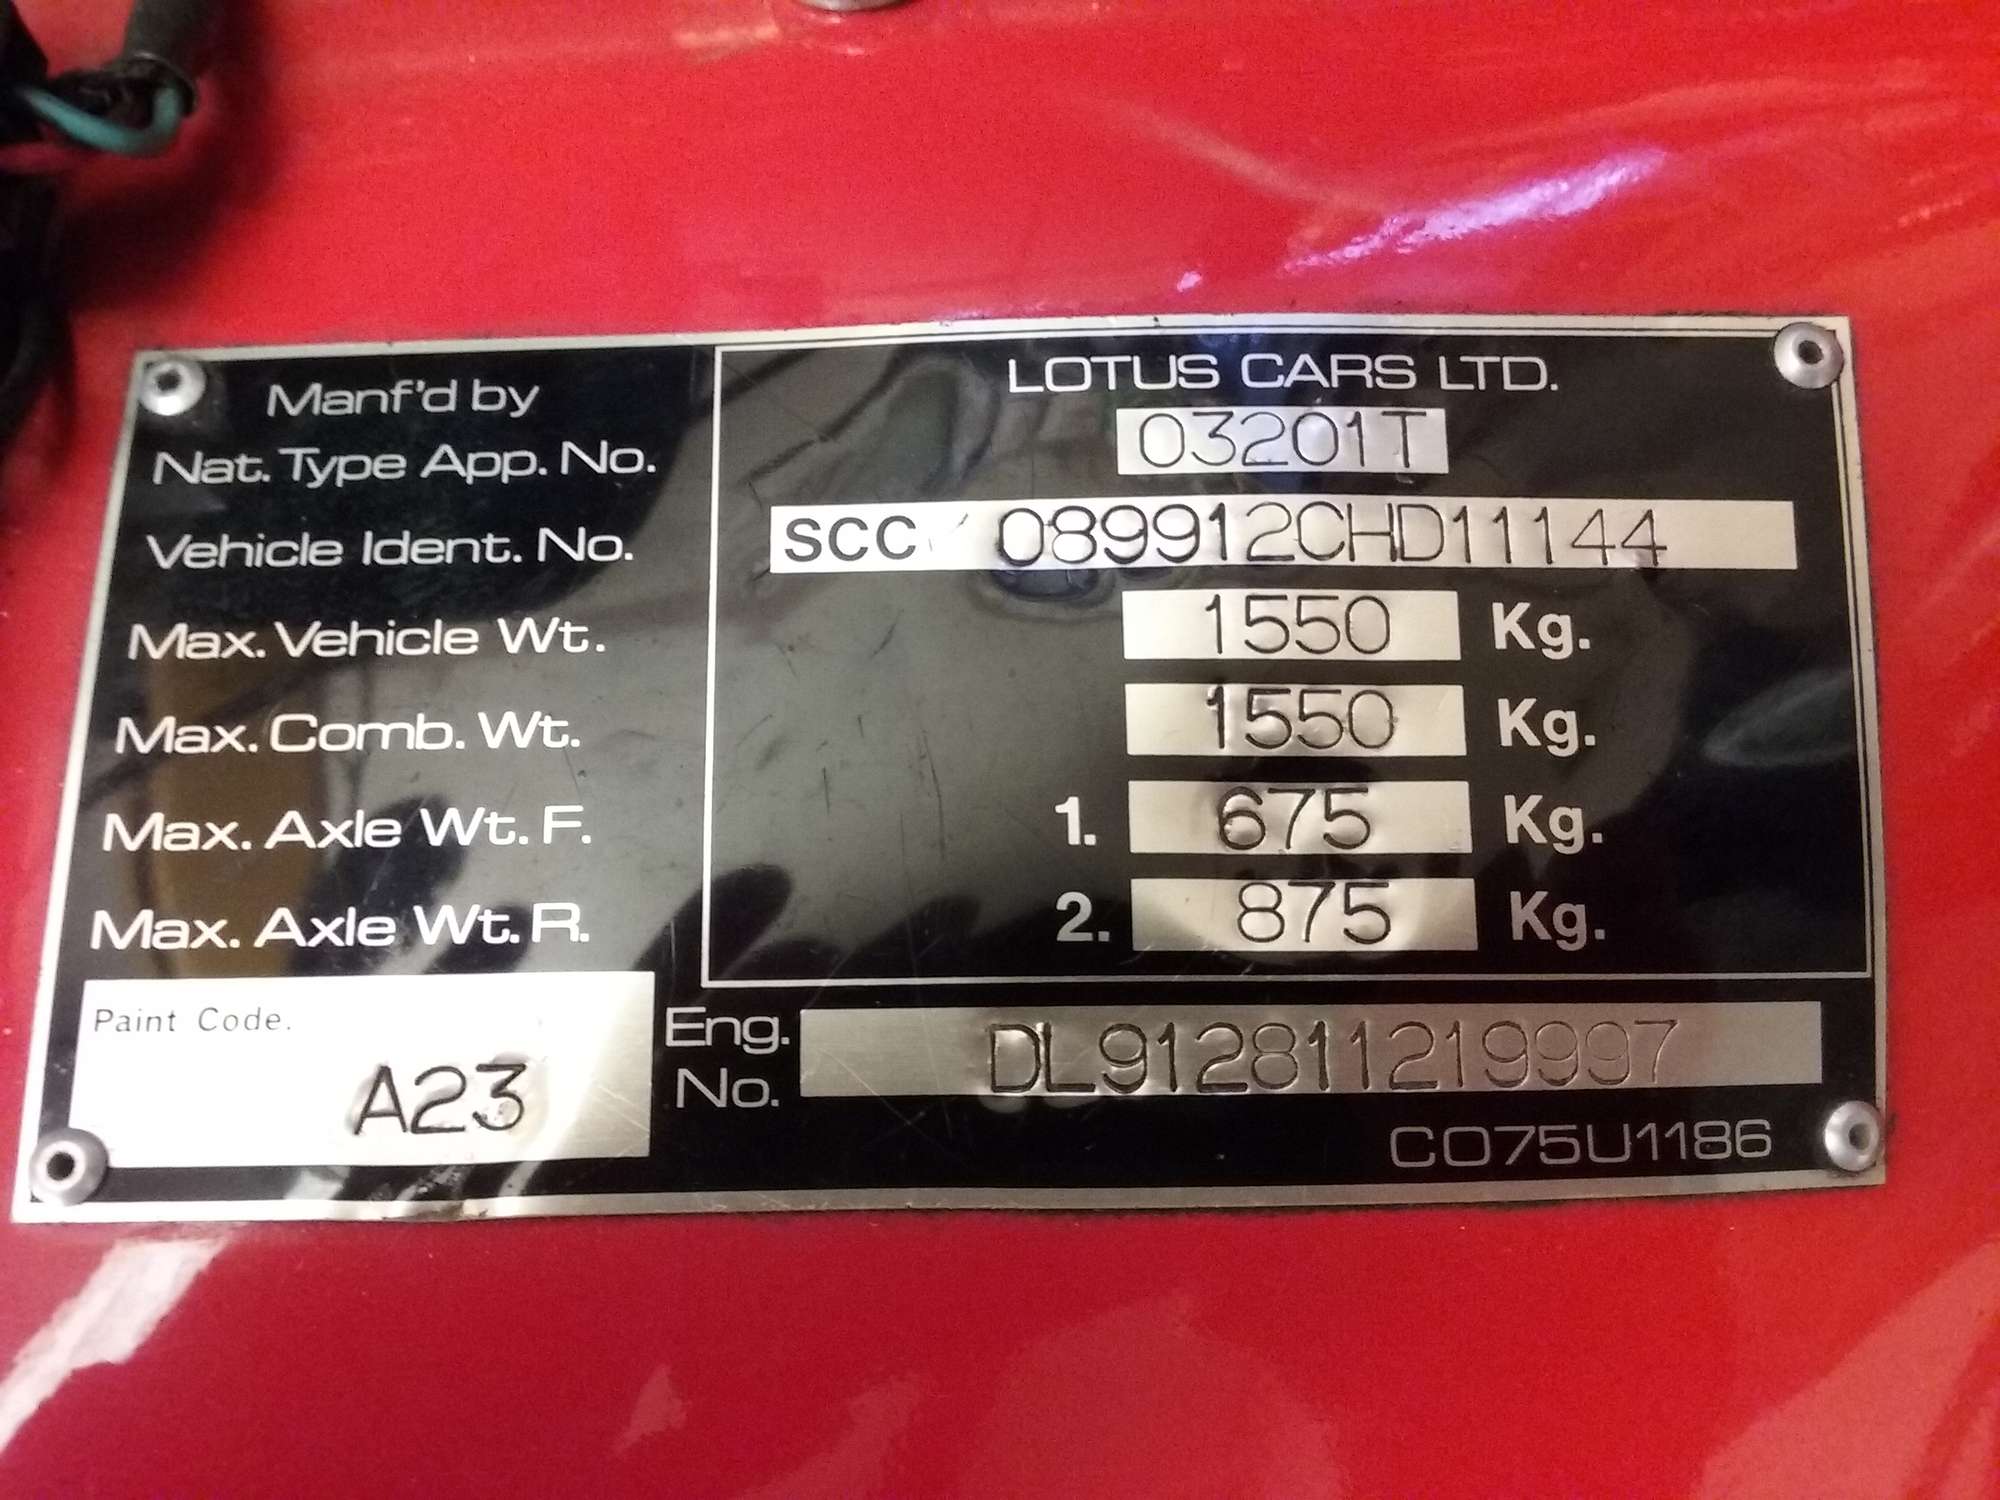 Manf'd by LOTUS CARS LTD.
Nat. Type App. No. 03201T
Vehicle Ident. No. SCC 089912CHD11144
Max. Vehicle Wt. 1550 Kg.
Max. Comb. Wt. 1550 Kg.
Max. Axle Wt. F. 1. 675 Kg.
Max. Axle Wt. R. 2. 875 Kg.
Paint Code.
A23
Eng. No. DL912811219997
C075U1186